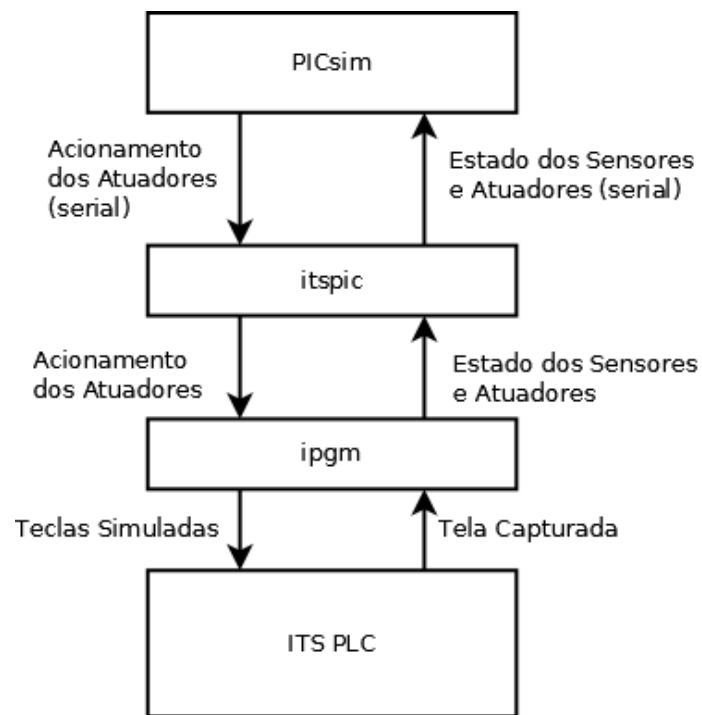 PICsim
Acionamento
dos Atuadores
(serial)
Estado dos Sensores
e Atuadores (serial)
itspic
Acionamento
dos Atuadores
Estado dos Sensores
e Atuadores
ipgm
Teclas Simuladas
Tela Capturada
ITS PLC